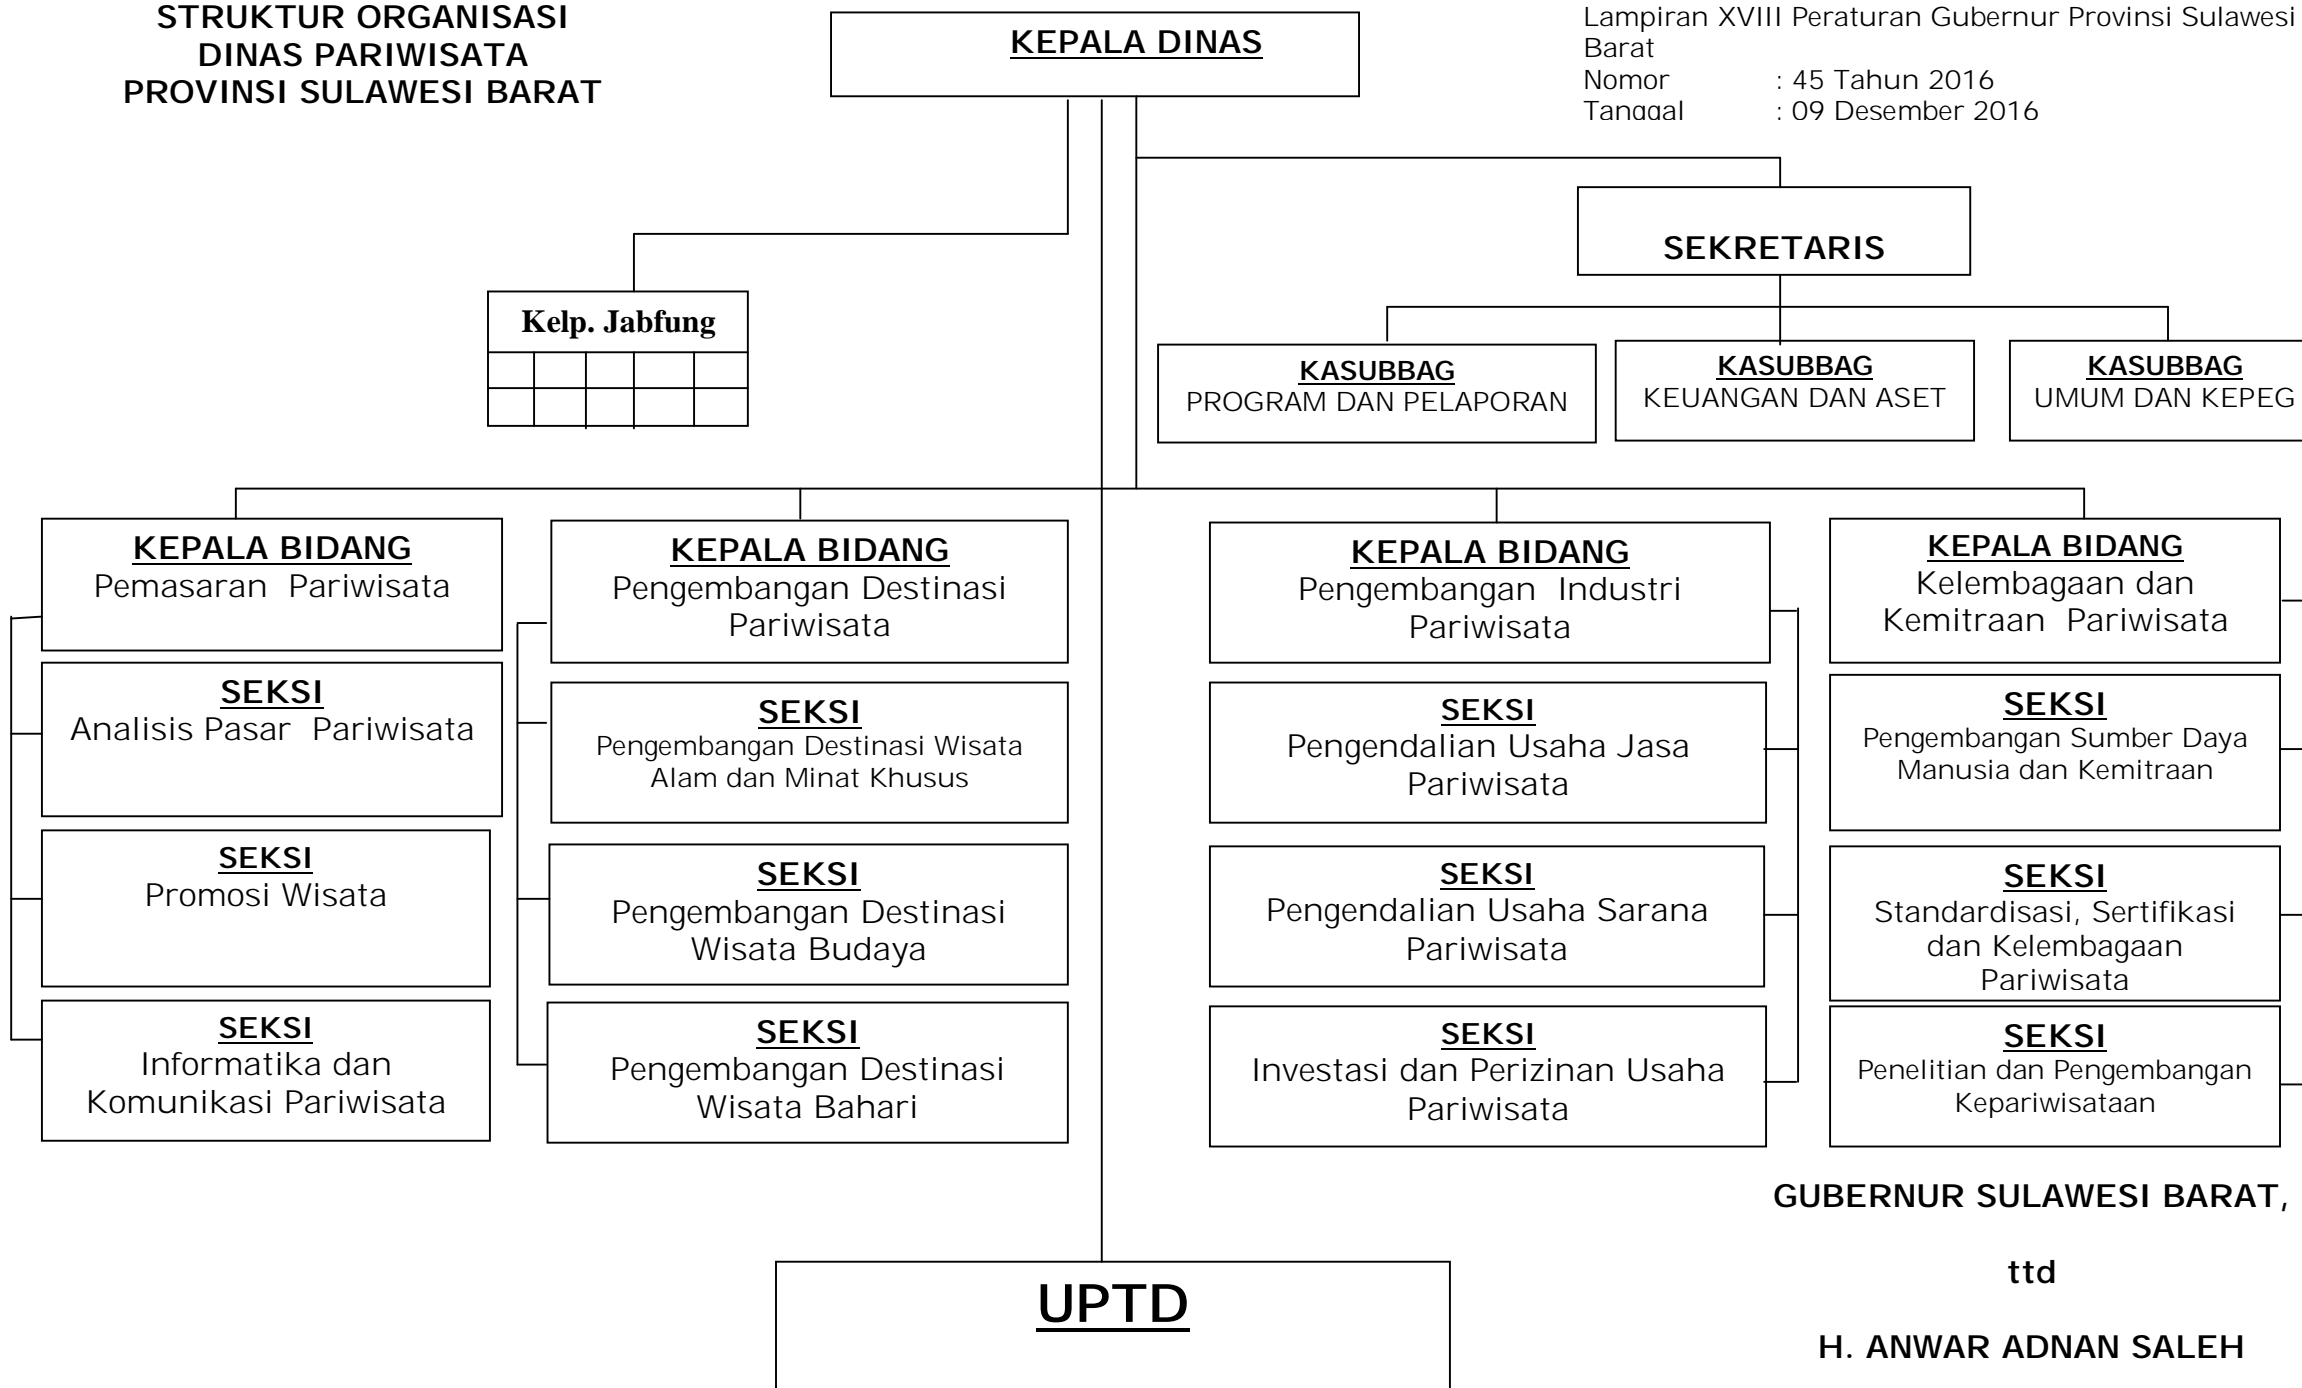 STRUKTUR ORGANISASI
DINAS PARIWISATA
PROVINSI SULAWESI BARAT
KEPALA DINAS
Lampiran XVIII Peraturan Gubernur Provinsi Sulawesi
Barat
Nomor : 45 Tahun 2016
Tanggal : 09 Desember 2016
SEKRETARIS
Kelp. Jabfung
KASUBBAG
PROGRAM DAN PELAPORAN
KASUBBAG
KEUANGAN DAN ASET
KASUBBAG
UMUM DAN KEPEG
KEPALA BIDANG
Pemasaran Pariwisata
SEKSI
Analisis Pasar Pariwisata
SEKSI
Promosi Wisata
SEKSI
Informatika dan
Komunikasi Pariwisata
KEPALA BIDANG
Pengembangan Destinasi
Pariwisata
SEKSI
Pengembangan Destinasi Wisata
Alam dan Minat Khusus
SEKSI
Pengembangan Destinasi
Wisata Budaya
SEKSI
Pengembangan Destinasi
Wisata Bahari
KEPALA BIDANG
Pengembangan Industri
Pariwisata
SEKSI
Pengendalian Usaha Jasa
Pariwisata
SEKSI
Pengendalian Usaha Sarana
Pariwisata
SEKSI
Investasi dan Perizinan Usaha
Pariwisata
KEPALA BIDANG
Kelembagaan dan
Kemitraan Pariwisata
SEKSI
Pengembangan Sumber Daya
Manusia dan Kemitraan
SEKSI
Standardisasi, Sertifikasi
dan Kelembagaan
Pariwisata
SEKSI
Penelitian dan Pengembangan
Kepariwisataan
UPTD
GUBERNUR SULAWESI BARAT,
ttd
H. ANWAR ADNAN SALEH